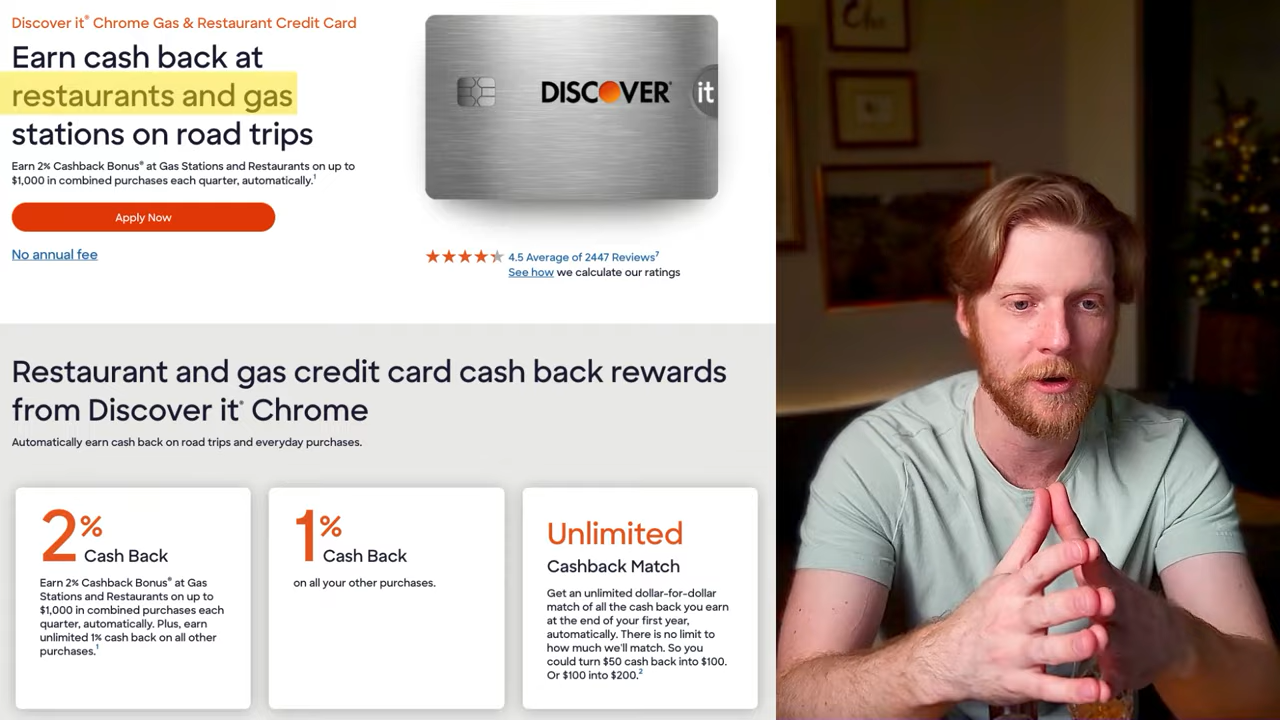 Discover it® Chrome Gas & Restaurant Credit Card
Earn cash back at
restaurants and gas
stations on road trips
Earn 2% Cashback Bonus® at Gas Stations and Restaurants on up to
$1,000 in combined purchases each quarter, automatically.¹
Apply Now
No annual fee
DISCOVER®
it
4.5 Average of 2447 Reviews⁷
See how we calculate our ratings
Restaurant and gas credit card cash back rewards
from Discover it® Chrome
Automatically earn cash back on road trips and everyday purchases.
2%
Cash Back
Earn 2% Cashback Bonus® at Gas
Stations and Restaurants on up to
$1,000 in combined purchases each
quarter, automatically. Plus, earn
unlimited 1% cash back on all other
purchases.¹
1%
Cash Back
on all your other purchases.
Unlimited
Cashback Match
Get an unlimited dollar-for-dollar
match of all the cash back you earn
at the end of your first year,
automatically. There is no limit to
how much we'll match. So you
could turn $50 cash back into $100.
Or $100 into $200.²